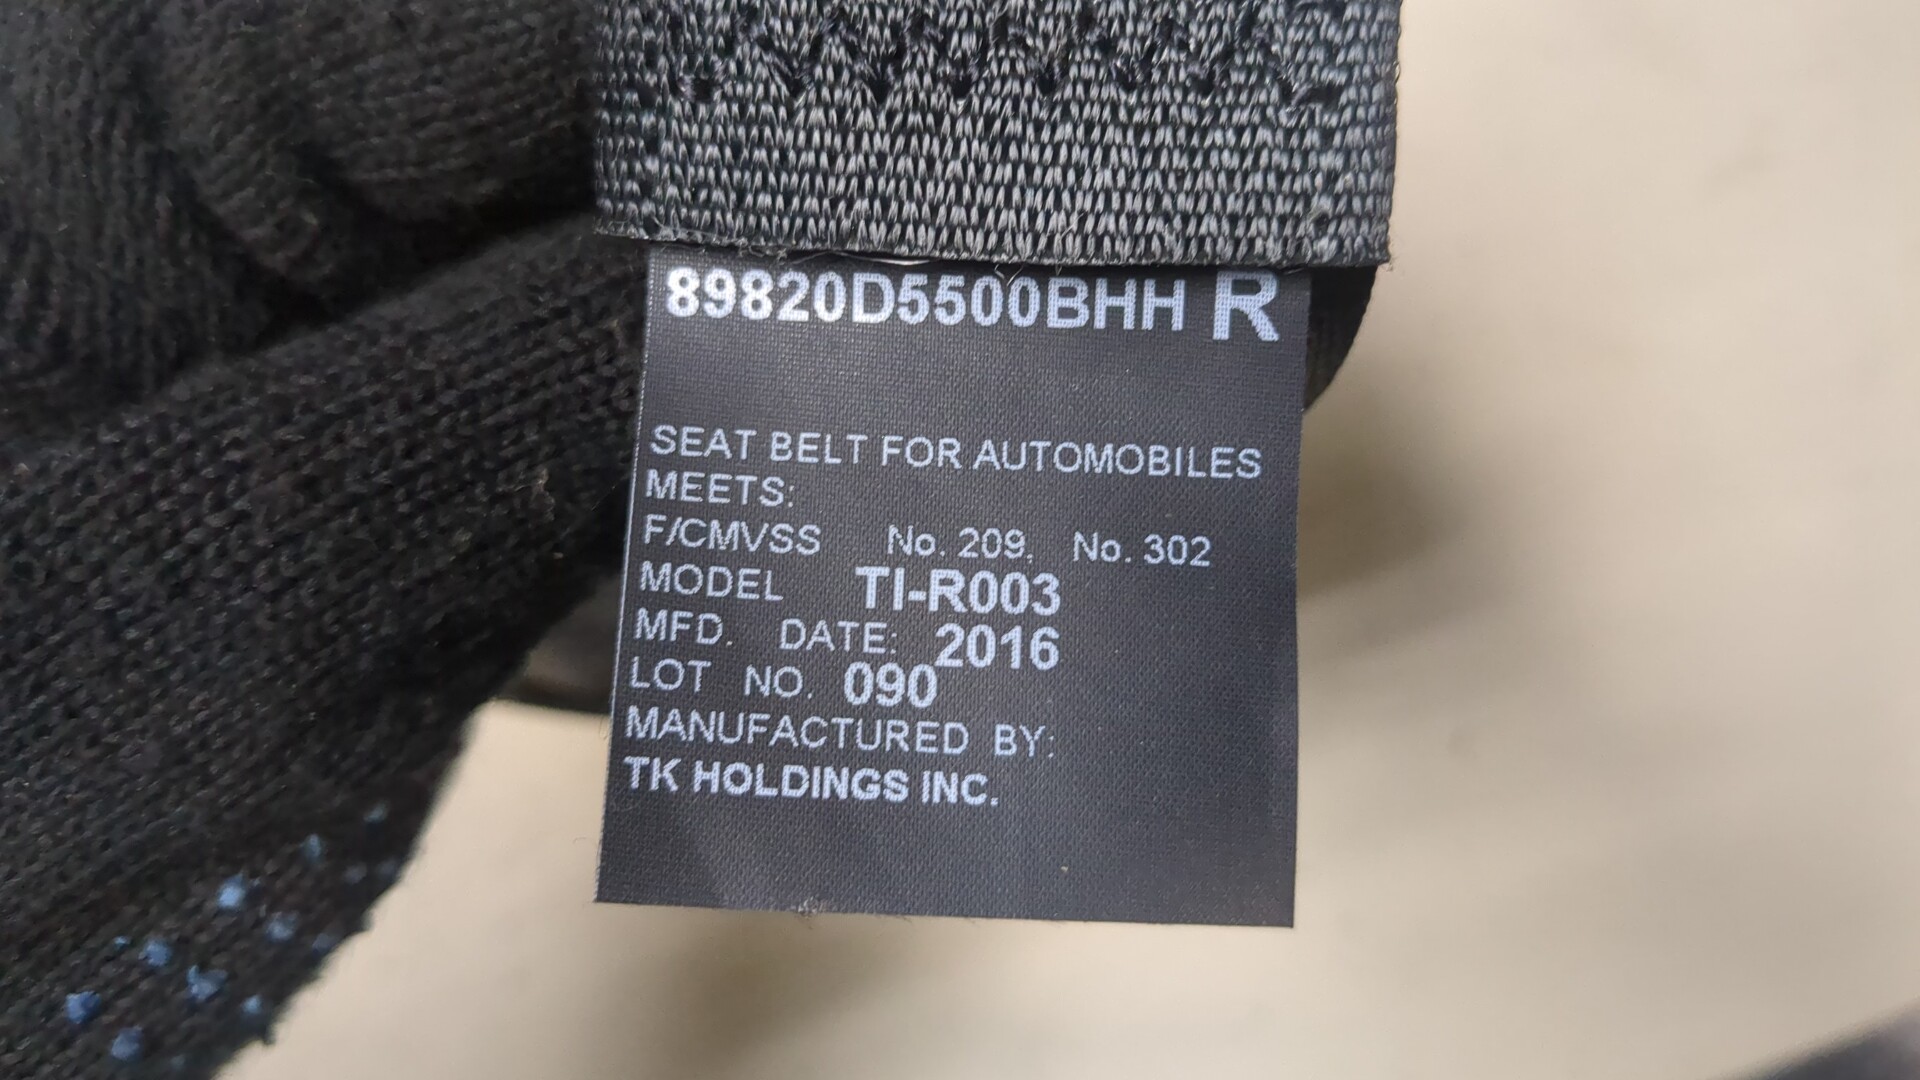 89820D5500BHH R
SEAT BELT FOR AUTOMOBILES
MEETS:
F/CMVSS No. 209, No. 302
MODEL TI-R003
MFD. DATE: 2016
LOT NO. 090
MANUFACTURED BY:
TK HOLDINGS INC.